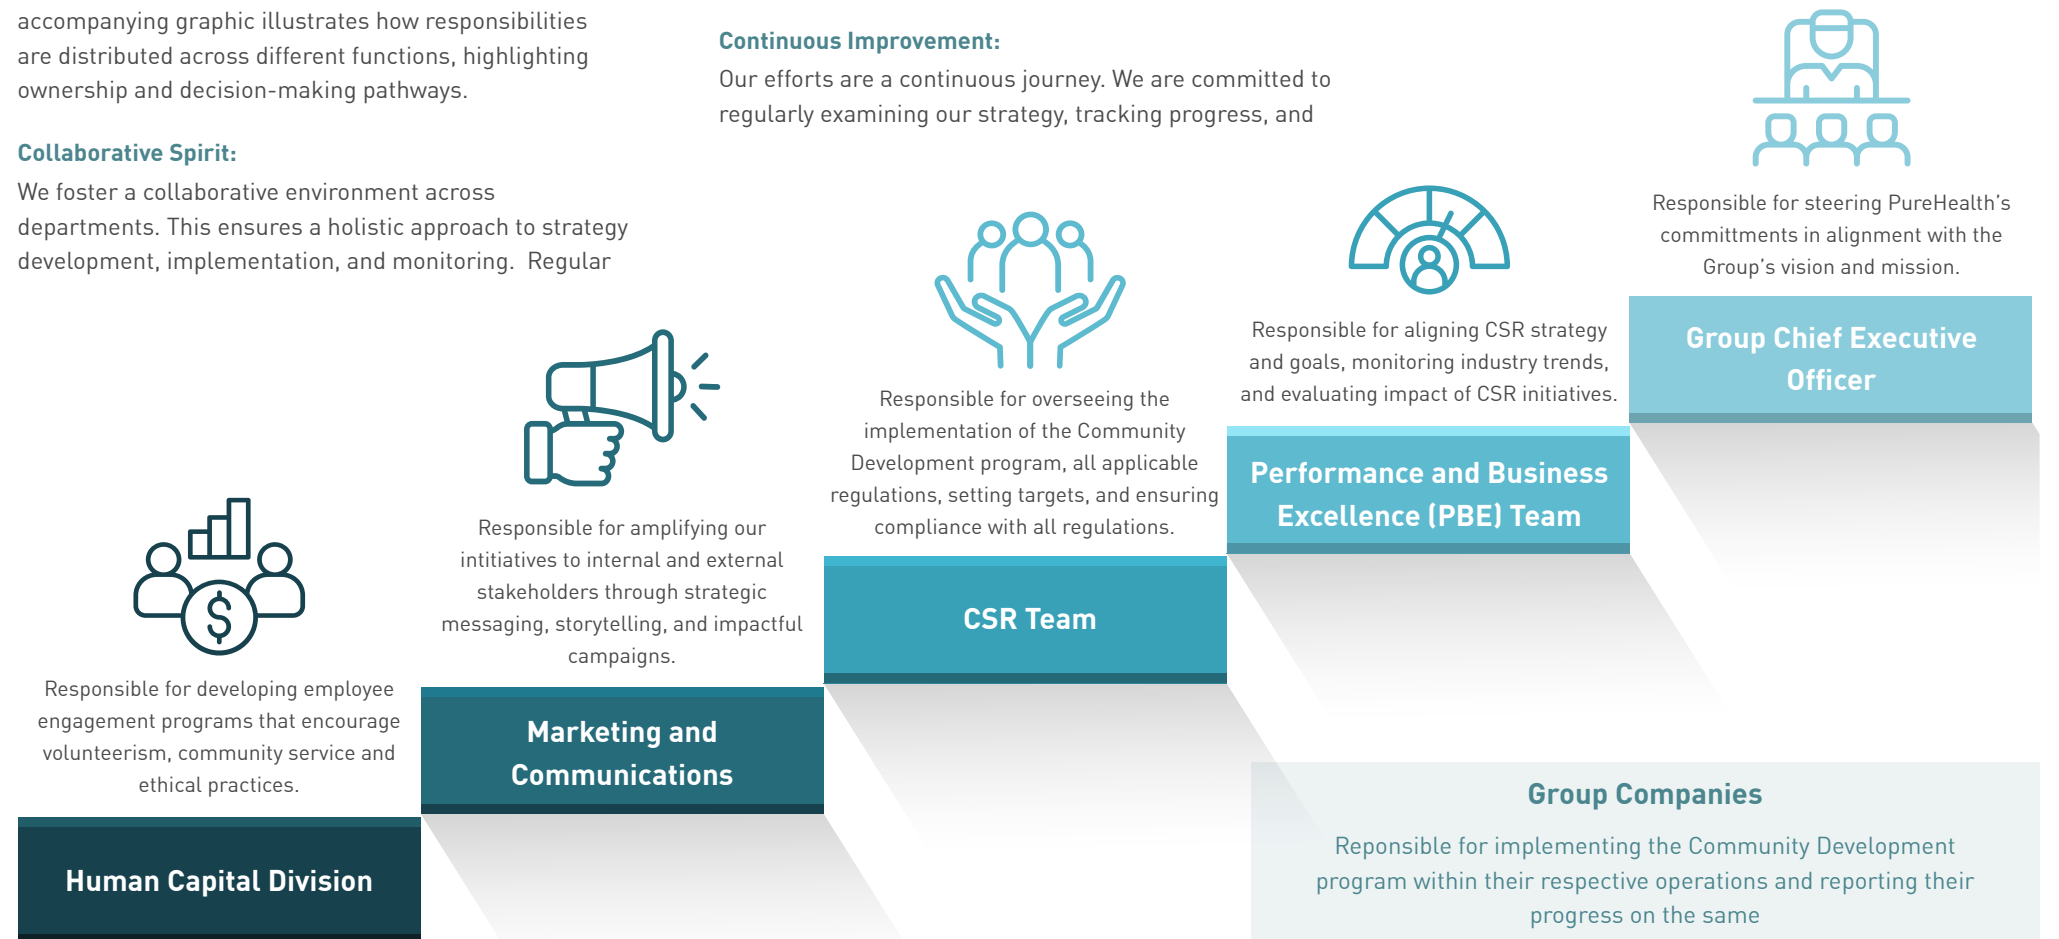 accompanying graphic illustrates how responsibilities
are distributed across different functions, highlighting
ownership and decision-making pathways.
Collaborative Spirit:
We foster a collaborative environment across
departments. This ensures a holistic approach to strategy
development, implementation, and monitoring.  Regular
Continuous Improvement:
Our efforts are a continuous journey. We are committed to
regularly examining our strategy, tracking progress, and
Responsible for developing employee
engagement programs that encourage
volunteerism, community service and
ethical practices.
Human Capital Division
Responsible for amplifying our
intitiatives to internal and external
stakeholders through strategic
messaging, storytelling, and impactful
campaigns.
Marketing and
Communications
Responsible for overseeing the
implementation of the Community
Development program, all applicable
regulations, setting targets, and ensuring
compliance with all regulations.
CSR Team
Responsible for aligning CSR strategy
and goals, monitoring industry trends,
and evaluating impact of CSR initiatives.
Performance and Business
Excellence (PBE) Team
Responsible for steering PureHealth's
committments in alignment with the
Group's vision and mission.
Group Chief Executive
Officer
Group Companies
Reponsible for implementing the Community Development
program within their respective operations and reporting their
progress on the same
$